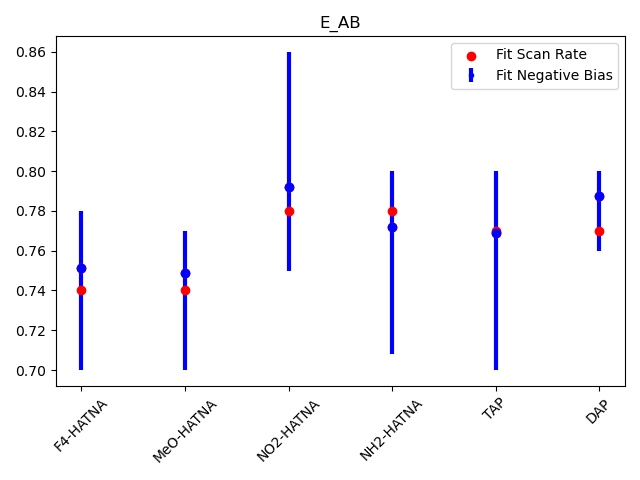 E_AB
Fit Scan Rate
Fit Negative Bias
0.86
0.84
0.82
0.80
0.78
0.76
0.74
0.72
0.70
F4-HATNA
MeO-HATNA
NO2-HATNA
NH2-HATNA
TAP
DAP